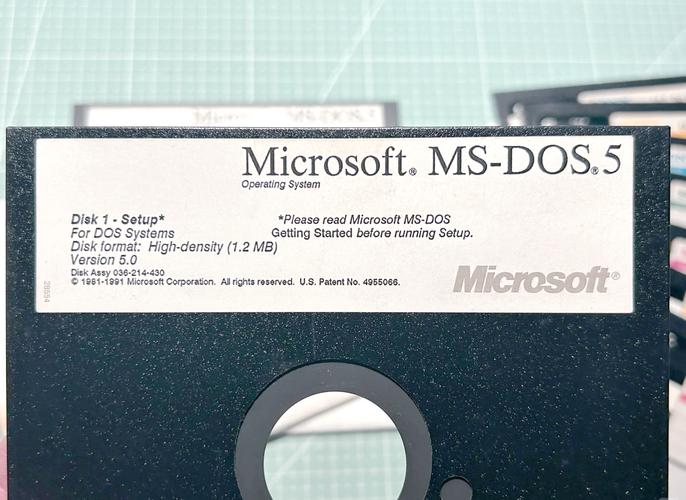 Microsoft® MS-DOS®5
Operating System
Disk 1 - Setup*
For DOS Systems
Disk format: High-density (1.2 MB)
Version 5.0
Disk Assy 036-214-430
© 1981-1991 Microsoft Corporation. All rights reserved. U.S. Patent No. 4955066.
*Please read Microsoft MS-DOS
Getting Started before running Setup.
Microsoft®